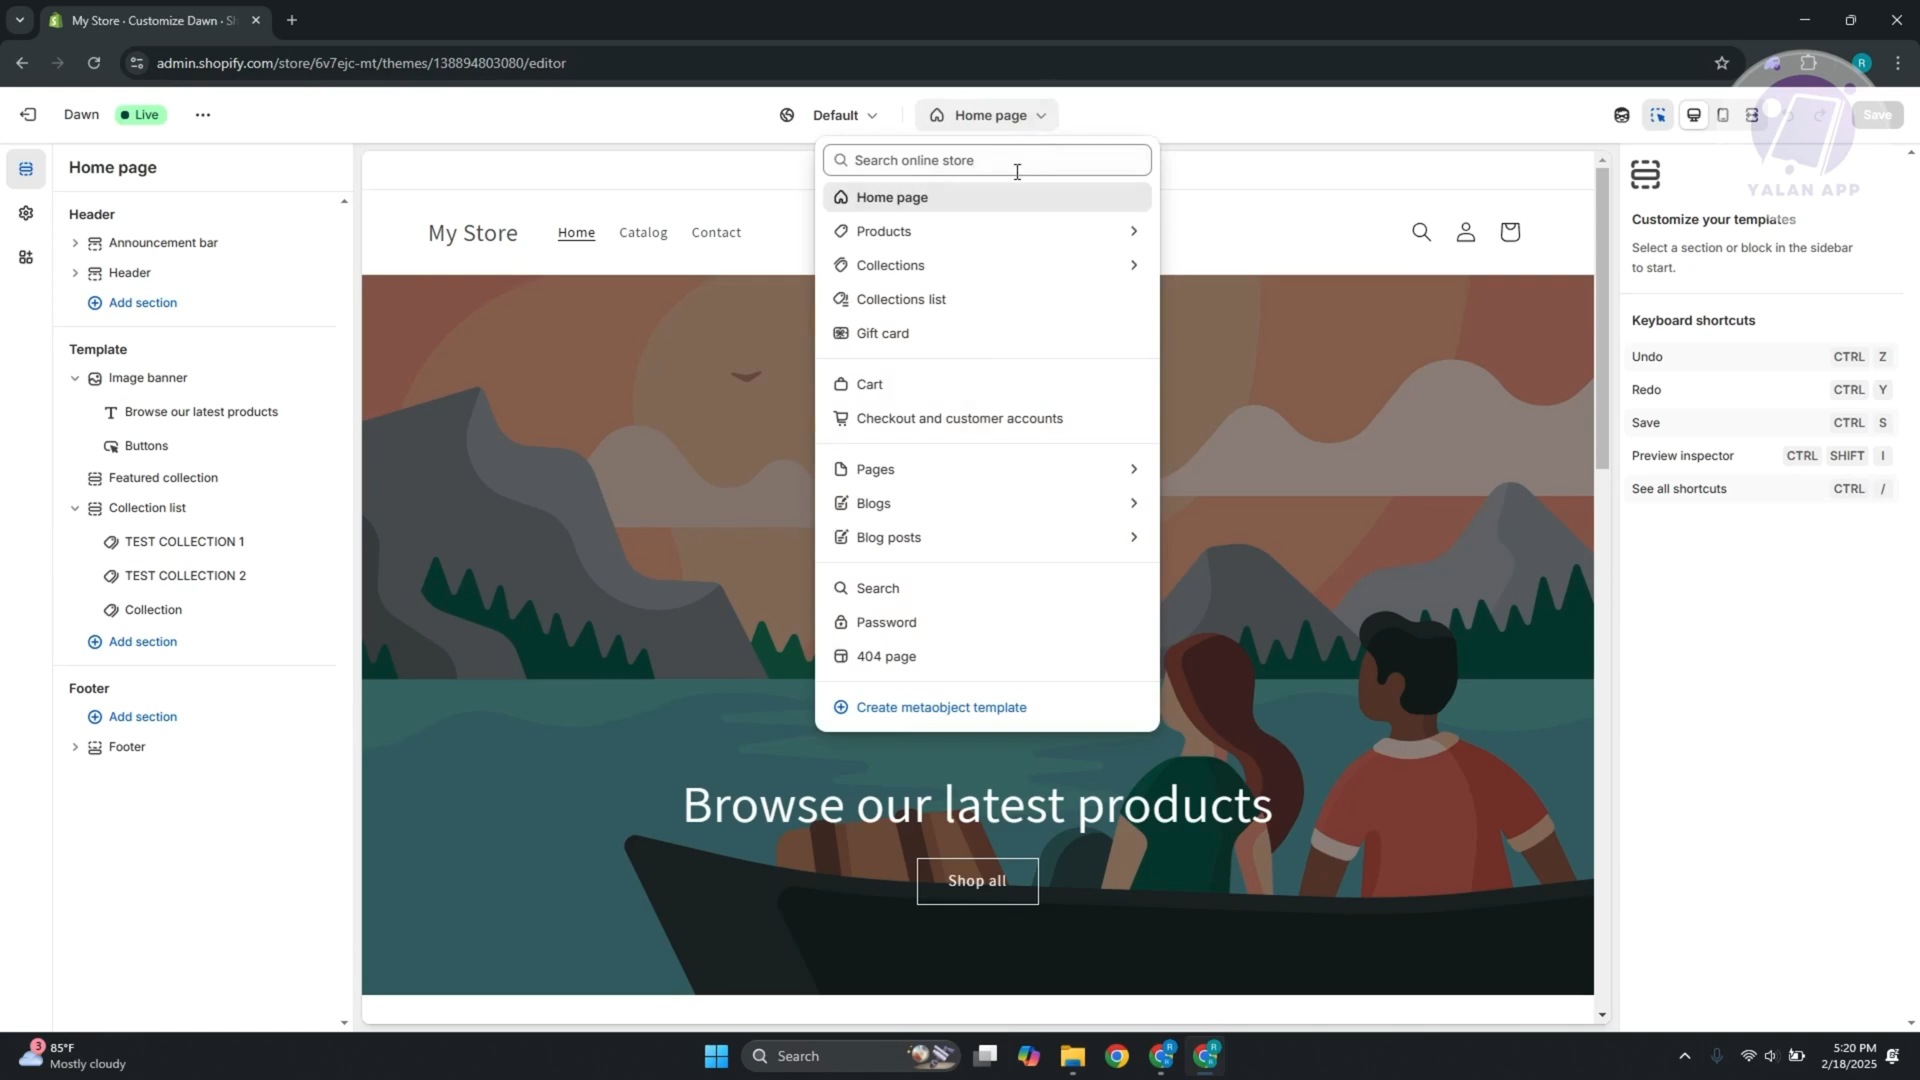 My Store · Customize Dawn · Sh
admin.shopify.com/store/6v7ejc-mt/themes/138894803080/editor
Dawn
Live
Default
Home page
Save
Home page
Header
Announcement bar
Header
Add section
Template
Image banner
Browse our latest products
Buttons
Featured collection
Collection list
TEST COLLECTION 1
TEST COLLECTION 2
Collection
Add section
Footer
Add section
Footer
My Store
Home
Catalog
Contact
Search online store
Home page
Products
Collections
Collections list
Gift card
Cart
Checkout and customer accounts
Pages
Blogs
Blog posts
Search
Password
404 page
Create metaobject template
Browse our latest products
Shop all
YALAN APP
Customize your templates
Select a section or block in the sidebar
to start.
Keyboard shortcuts
Undo CTRL Z
Redo CTRL Y
Save CTRL S
Preview inspector CTRL SHIFT I
See all shortcuts CTRL /
3
85°F
Mostly cloudy
Search
R
R
R
5:20 PM
2/18/2025